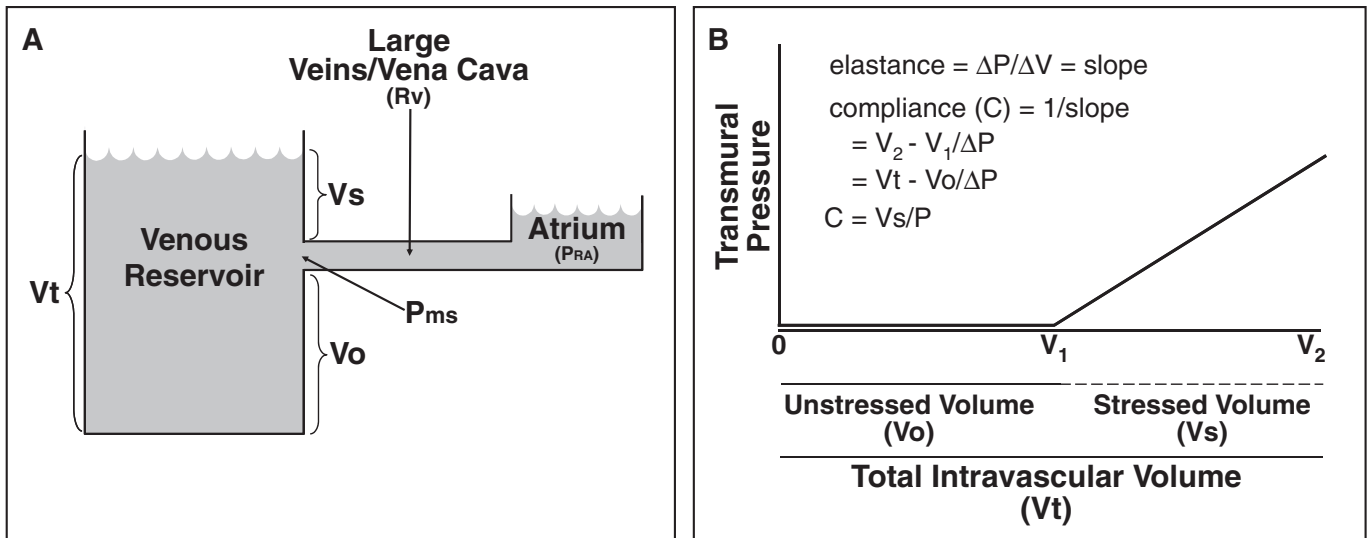 A
Large
Veins/Vena Cava
(Rv)
Vs
Venous
Reservoir
Atrium
(PRA)
Vt
Pms
Vo
B
elastance = ΔP/ΔV = slope
compliance (C) = 1/slope
= V2 - V1/ΔP
= Vt - Vo/ΔP
C = Vs/P
Transmural
Pressure
0
V1
V2
Unstressed Volume
(Vo)
Stressed Volume
(Vs)
Total Intravascular Volume
(Vt)